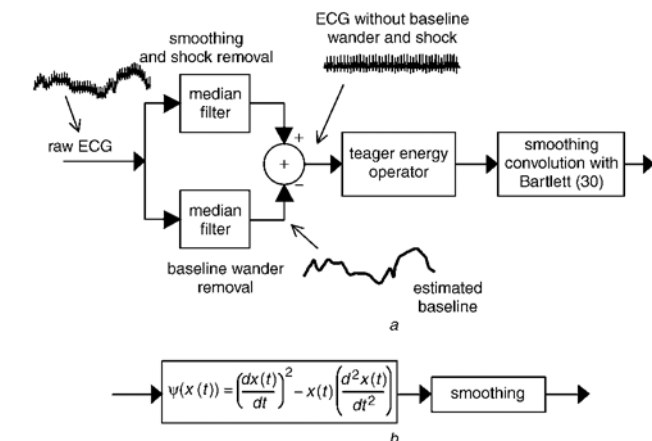 ECG without baseline
wander and shock
smoothing
and shock removal
median
filter
raw ECG
+
+
−
teager energy
operator
smoothing
convolution with
Bartlett (30)
median
filter
baseline wander
removal
estimated
baseline
a
ψ(x (t)) = (dx(t)/dt)² − x(t) (d²x(t)/dt²)
smoothing
b